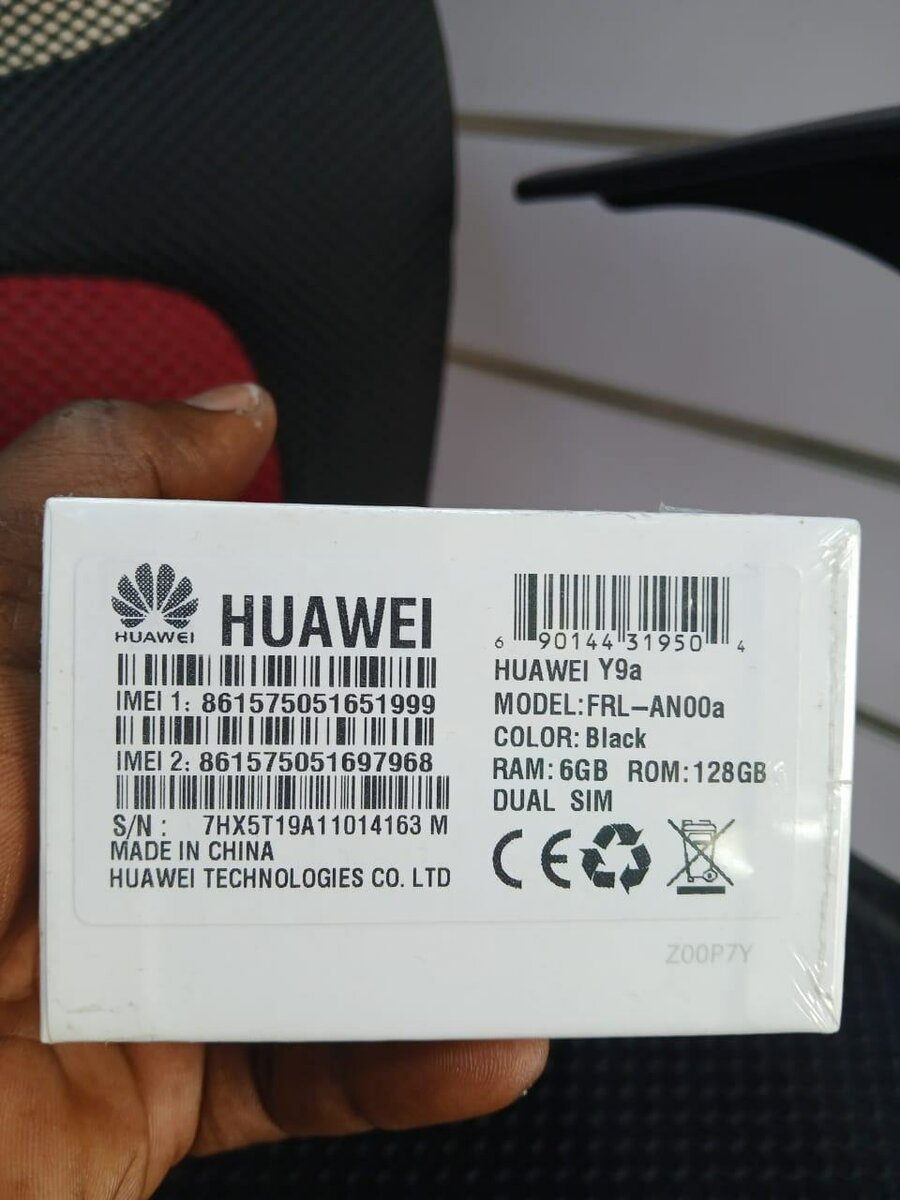 HUAWEI
HUAWEI
IMEI 1: 861575051651999
IMEI 2: 861575051697968
S/N : 7HX5T19A11014163 M
MADE IN CHINA
HUAWEI TECHNOLOGIES CO. LTD
6 90144 31950 4
HUAWEI Y9a
MODEL:FRL-AN00a
COLOR: Black
RAM: 6GB ROM:128GB
DUAL SIM
CE
Z00P7Y